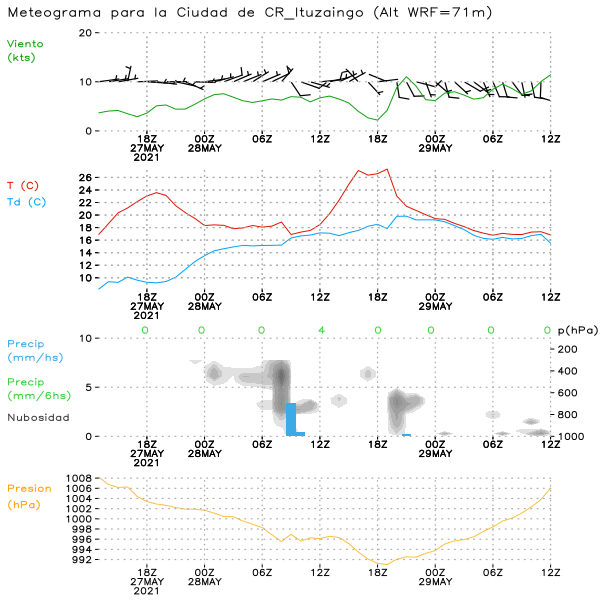 Meteograma para la Ciudad de CR_Ituzaingo (Alt WRF=71m)
Viento
(kts)
20
10
0
18Z 00Z 06Z 12Z 18Z 00Z 06Z 12Z
27MAY 28MAY 29MAY
2021
T (C)
Td (C)
26
24
22
20
18
16
14
12
10
18Z 00Z 06Z 12Z 18Z 00Z 06Z 12Z
27MAY 28MAY 29MAY
2021
0 0 0 4 0 0 0 0 p(hPa)
Precip
(mm/hs)
Precip
(mm/6hs)
Nubosidad
10
5
0
200
400
600
800
1000
18Z 00Z 06Z 12Z 18Z 00Z 06Z 12Z
27MAY 28MAY 29MAY
2021
Presion
(hPa)
1008
1006
1004
1002
1000
998
996
994
992
18Z 00Z 06Z 12Z 18Z 00Z 06Z 12Z
27MAY 28MAY 29MAY
2021